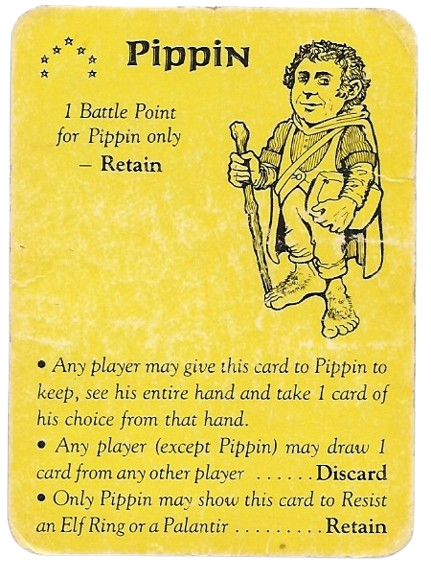 Pippin
1 Battle Point
for Pippin only
– Retain
• Any player may give this card to Pippin to
keep, see his entire hand and take 1 card of
his choice from that hand.
• Any player (except Pippin) may draw 1
card from any other player ......Discard
• Only Pippin may show this card to Resist
an Elf Ring or a Palantir .........Retain